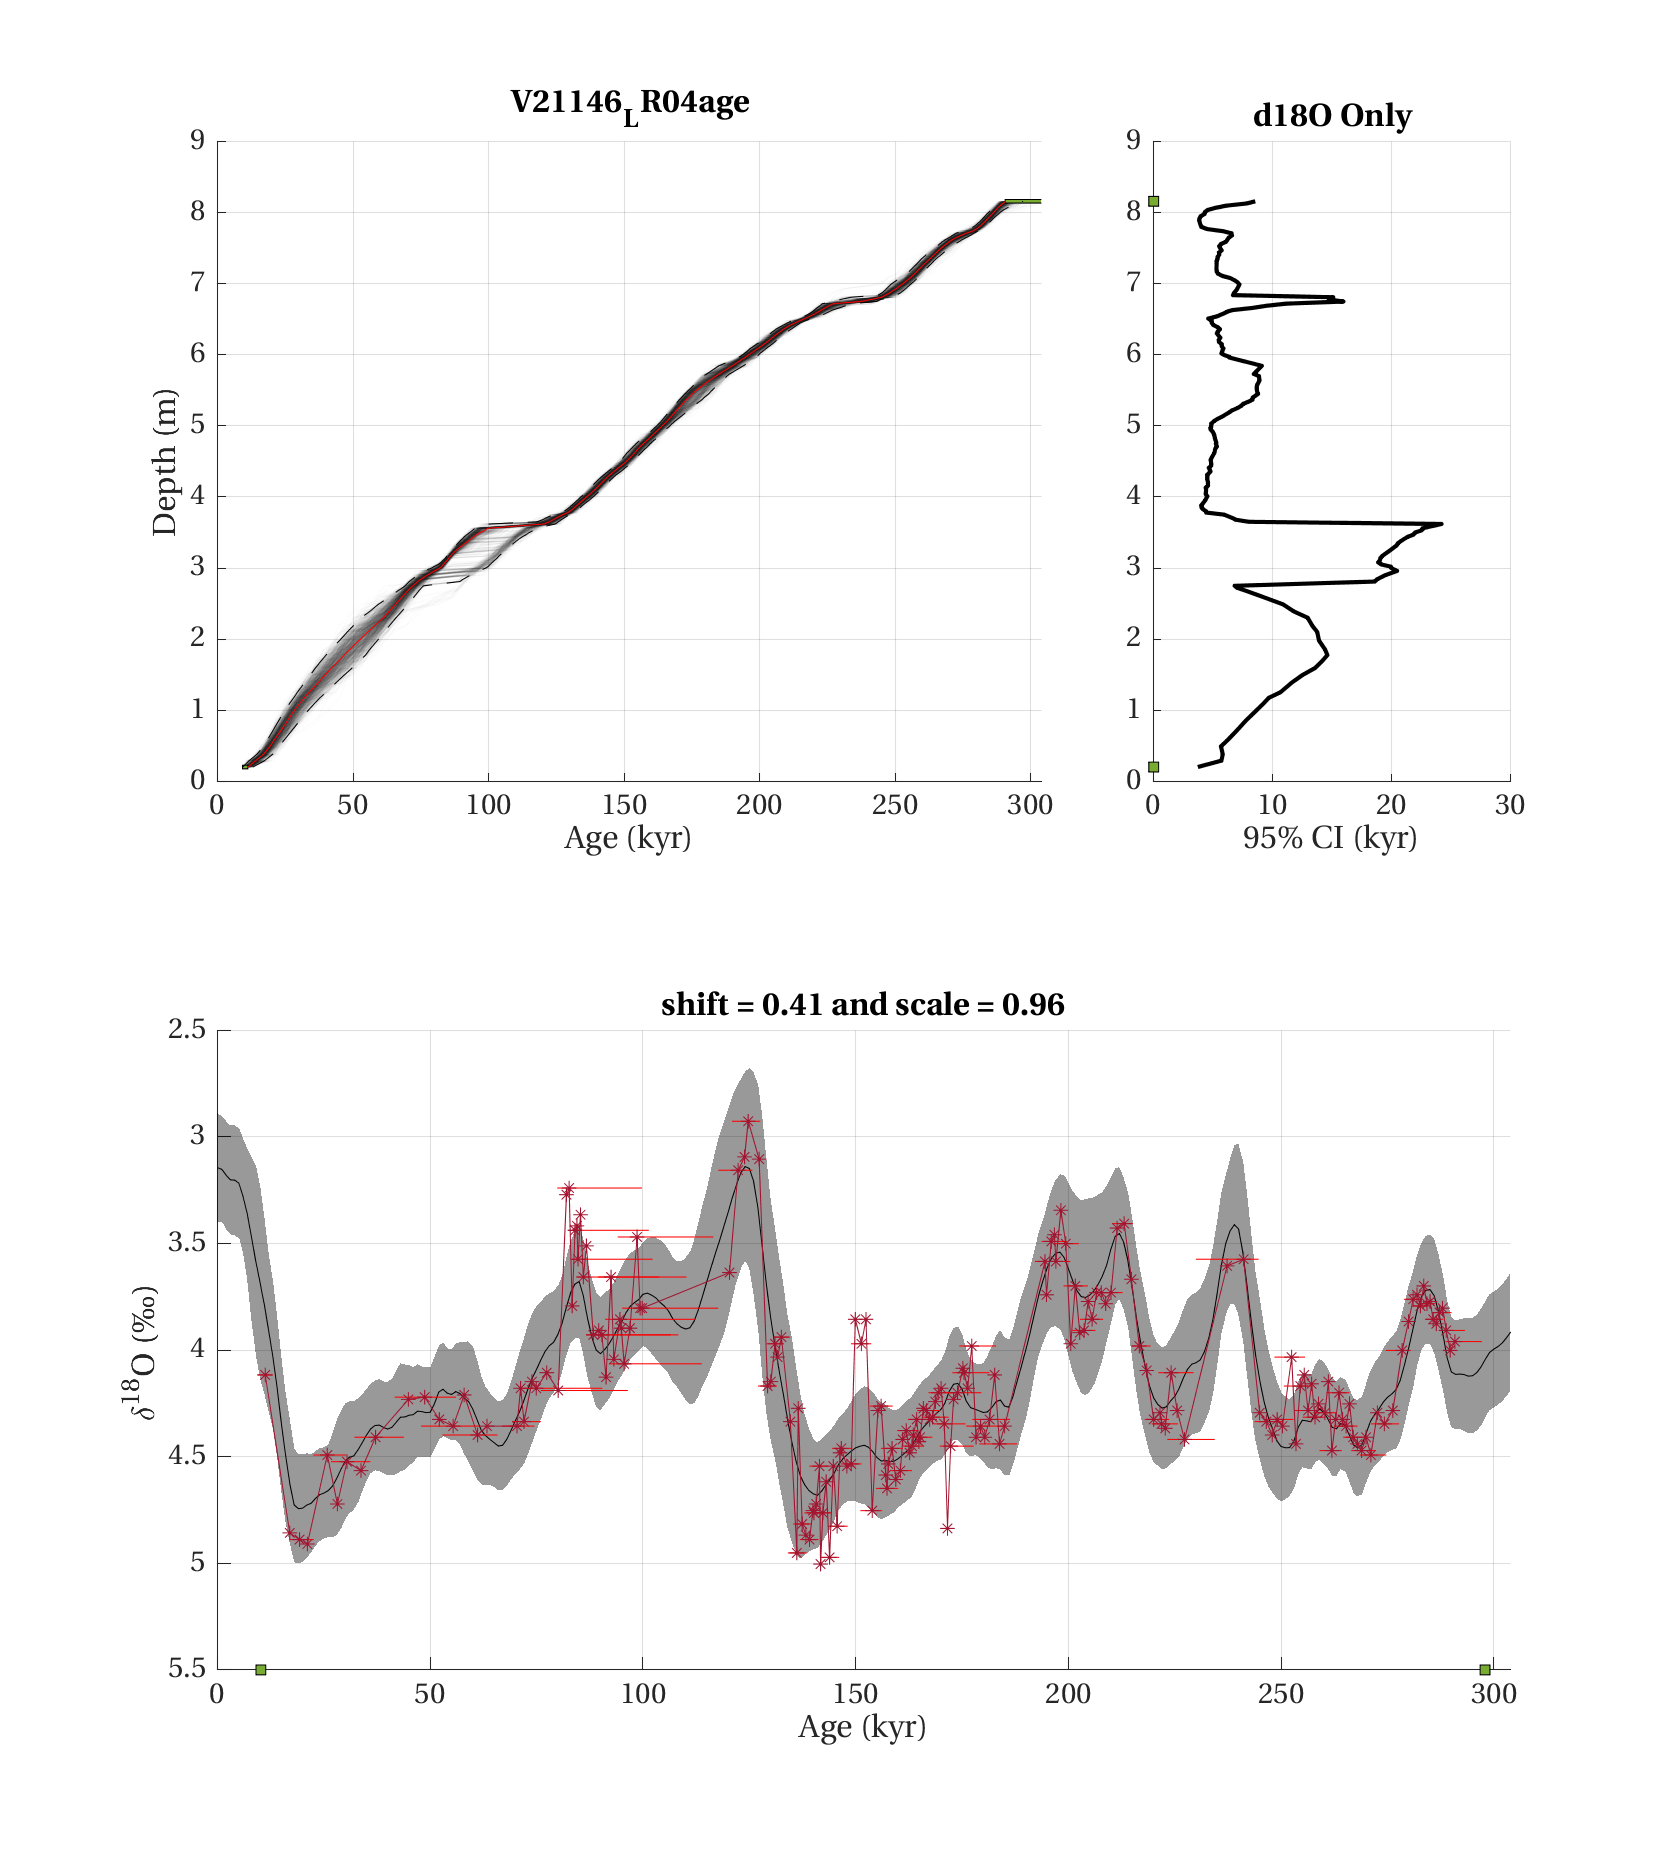 V21146_LR04age
d18O Only
9
8
7
6
5
4
3
2
1
0
Depth (m)
0 50 100 150 200 250 300
Age (kyr)
9
8
7
6
5
4
3
2
1
0
0 10 20 30
95% CI (kyr)
shift = 0.41 and scale = 0.96
2.5
3
3.5
4
4.5
5
5.5
δ18O (‰)
0 50 100 150 200 250 300
Age (kyr)